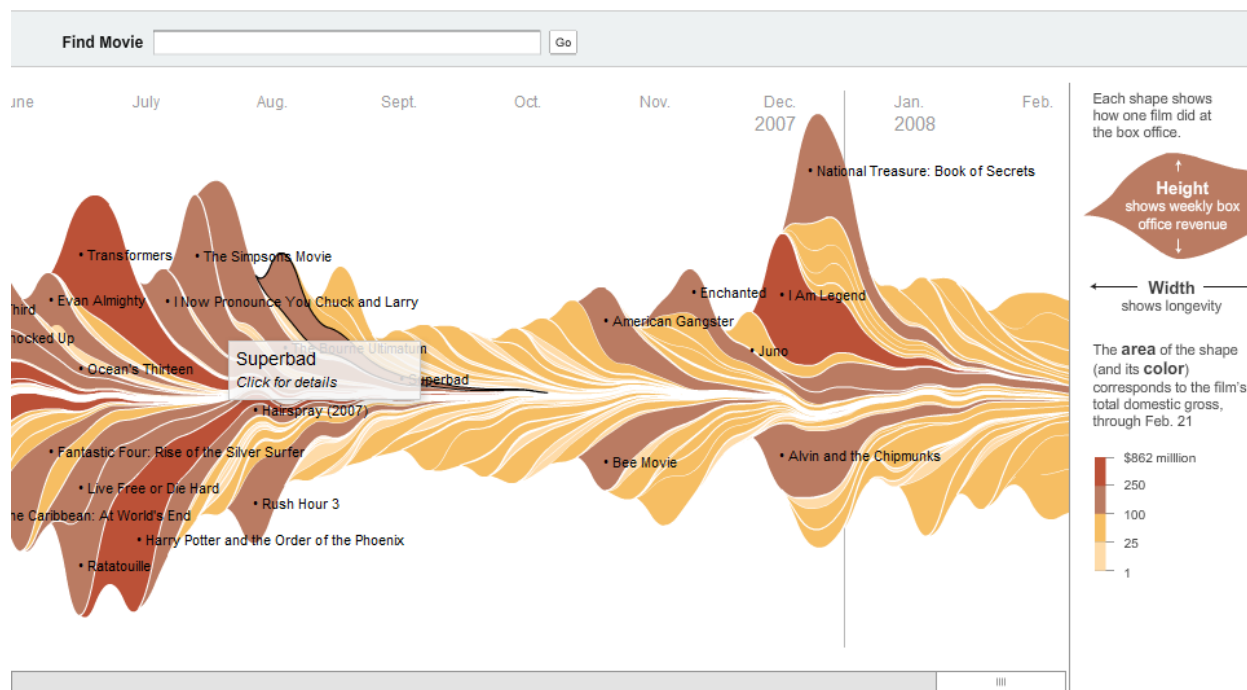 Find Movie
Go
une
July
Aug.
Sept.
Oct.
Nov.
Dec.
2007
Jan.
2008
Feb.
Each shape shows
how one film did at
the box office.
Height
shows weekly box
office revenue
Width
shows longevity
The area of the shape
(and its color)
corresponds to the film's
total domestic gross,
through Feb. 21
$862 milllion
250
100
25
1
• National Treasure: Book of Secrets
• Transformers
• The Simpsons Movie
• Evan Almighty
• I Now Pronounce You Chuck and Larry
• Enchanted
• I Am Legend
Third
• American Gangster
nocked Up
• The Bourne Ultimatum
• Juno
Superbad
Click for details
• Ocean's Thirteen
• Superbad
• Hairspray (2007)
• Fantastic Four: Rise of the Silver Surfer
• Bee Movie
• Alvin and the Chipmunks
• Live Free or Die Hard
• Rush Hour 3
he Caribbean: At World's End
• Harry Potter and the Order of the Phoenix
• Ratatouille